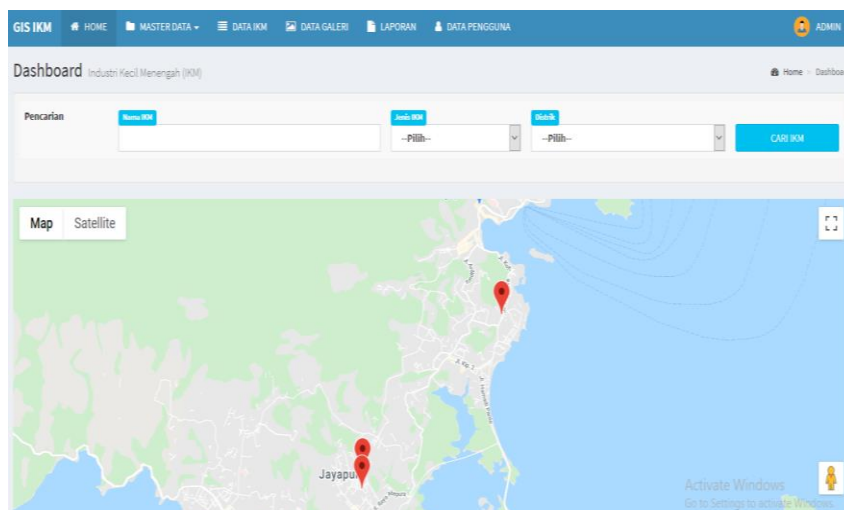 GIS IKM HOME MASTER DATA DATA IKM DATA GALERI LAPORAN DATA PENGGUNA ADMIN
Dashboard Industri Kecil Menengah (IKM) Home > Dashboa
Pencarian Nama IKM Jenis IKM Distrik
--Pilih-- --Pilih-- CARI IKM
Map Satellite
Jayapu
Activate Windows
Go to Settings to activate Windows.